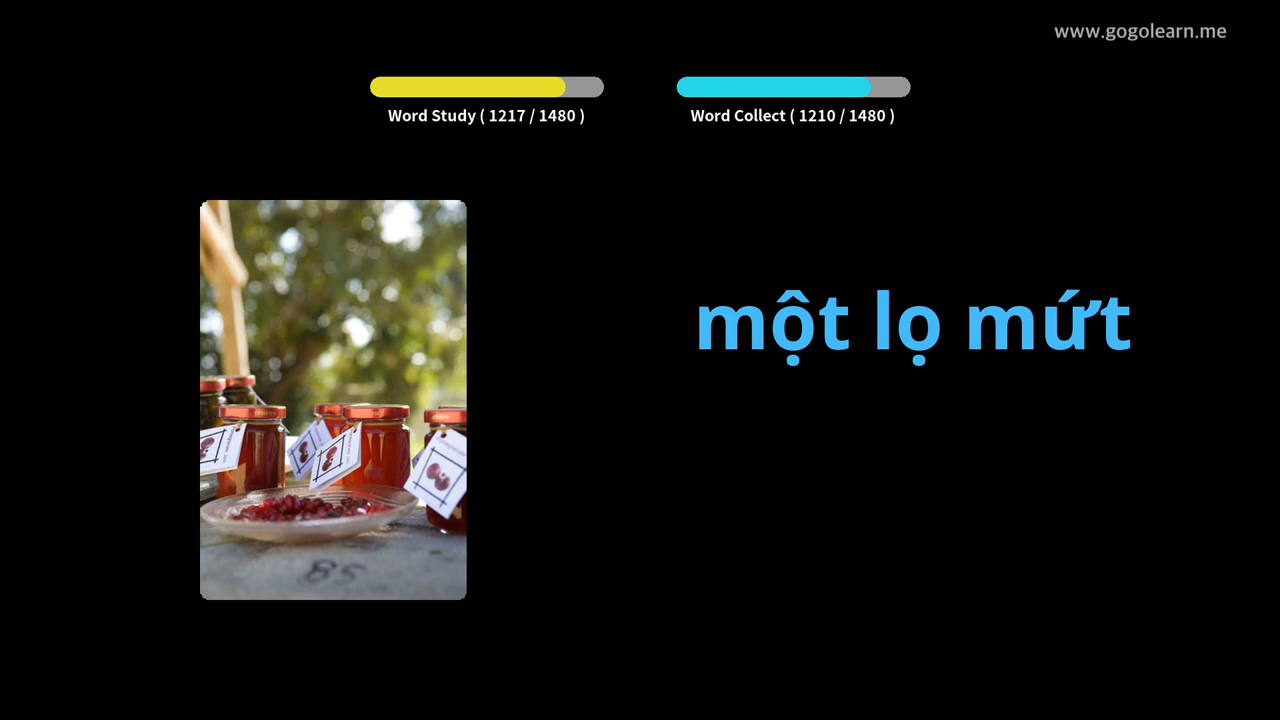 www.gogolearn.me
Word Study ( 1217 / 1480 )
Word Collect ( 1210 / 1480 )
một lọ mứt
85